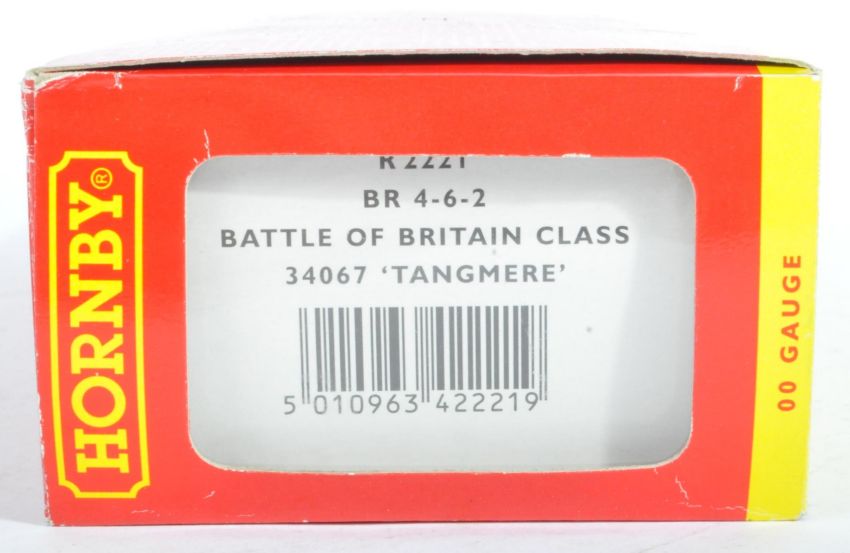 HORNBY®
R 2221
BR 4-6-2
BATTLE OF BRITAIN CLASS
34067 ‘TANGMERE’
5 010963 422219
00 GAUGE